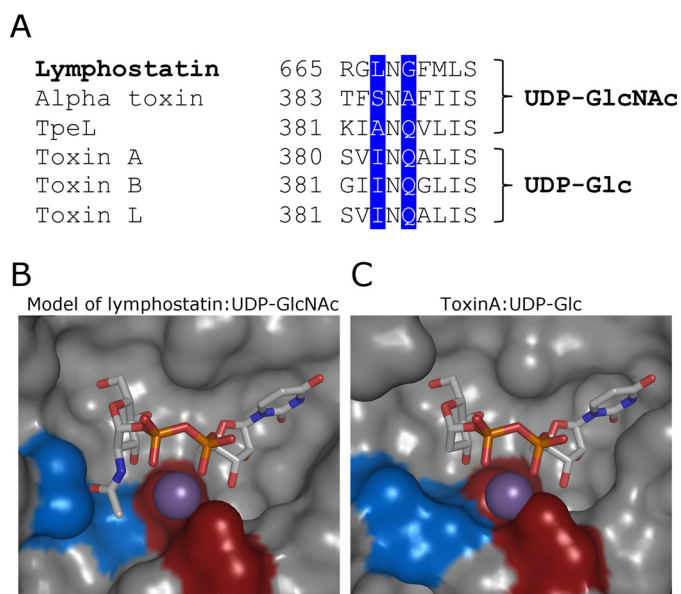 A
Lymphostatin 665 RGLNGFMLS
Alpha toxin 383 TFSNAFIIS
UDP-GlcNAc
TpeL 381 KIANQVLIS
Toxin A 380 SVINQALIS
Toxin B 381 GIINQGLIS
UDP-Glc
Toxin L 381 SVINQALIS
B
Model of lymphostatin:UDP-GlcNAc
C
ToxinA:UDP-Glc